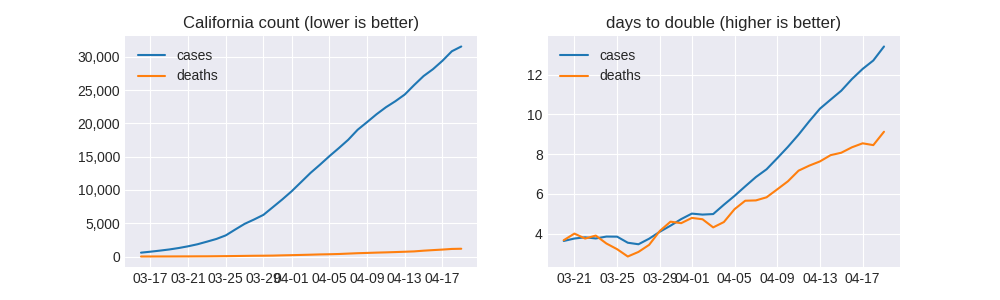 California count (lower is better)
cases
deaths
30,000
25,000
20,000
15,000
10,000
5,000
0
03-17 03-21 03-25 03-29 04-01 04-05 04-09 04-13 04-17
days to double (higher is better)
cases
deaths
12
10
8
6
4
03-21 03-25 03-29 04-01 04-05 04-09 04-13 04-17